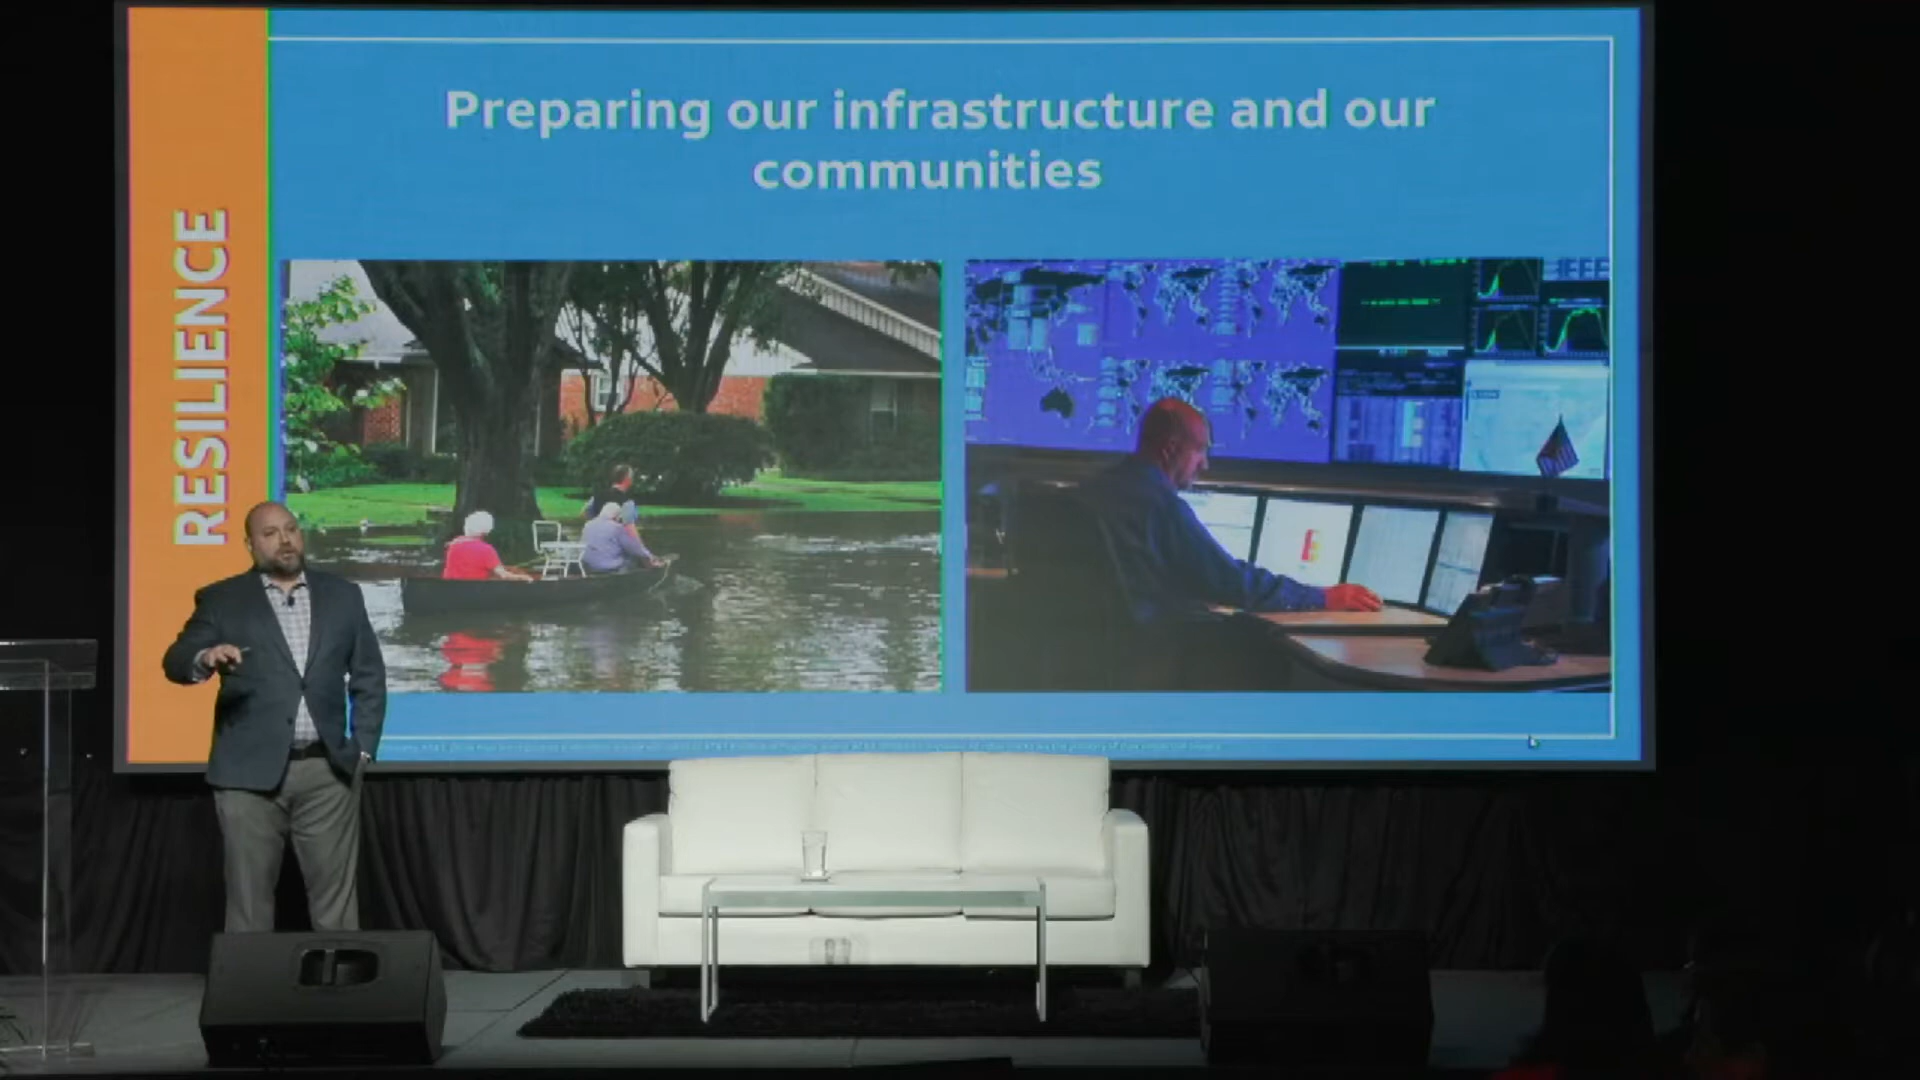 Preparing our infrastructure and our
communities
RESILIENCE